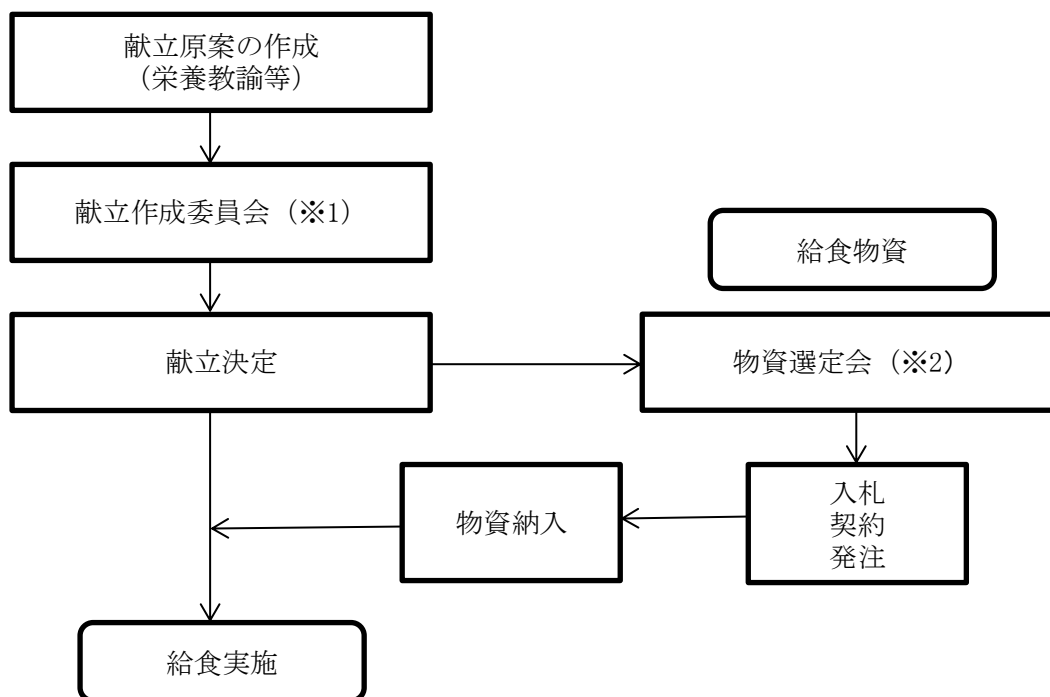 献立原案の作成
(栄養教諭等)
献立作成委員会(※1)
給食物資
献立決定
物資選定会(※2)
物資納入
入札
契約
発注
給食実施